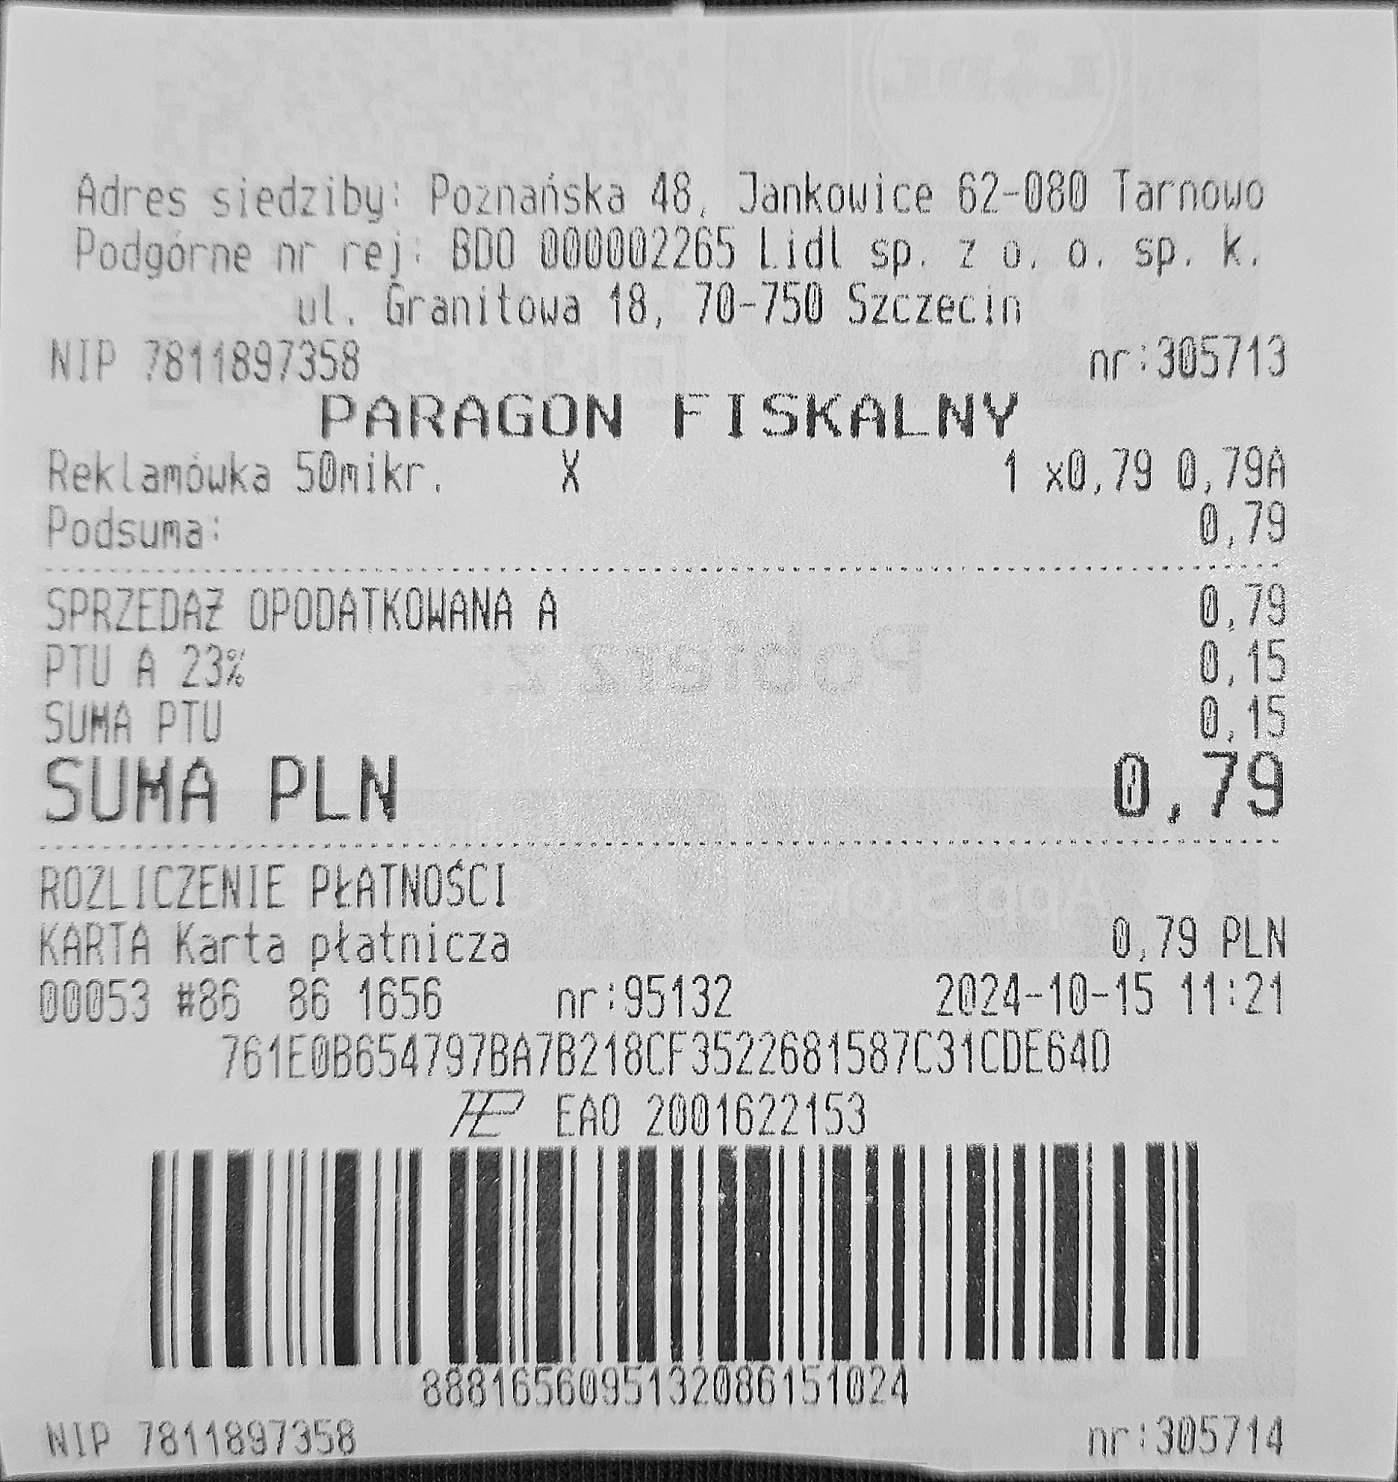 Adres siedziby: Poznańska 48, Jankowice 62-080 Tarnowo
Podgórne nr rej: BDO 000002265 Lidl sp. z o. o. sp. k.
ul. Granitowa 18, 70-750 Szczecin
NIP 7811897358 nr:305713
PARAGON FISKALNY
Reklamówka 50mikr. X 1 x0,79 0,79A
Podsuma: 0,79
SPRZEDAŻ OPODATKOWANA A 0,79
PTU A 23% 0,15
SUMA PTU 0,15
SUMA PLN 0,79
ROZLICZENIE PŁATNOŚCI
KARTA Karta płatnicza 0,79 PLN
00053 #86 86 1656 nr:95132 2024-10-15 11:21
761E0B654797BA7B218CF3522681587C31CDE64D
EAO 2001622153
8881656095132086151024
NIP 7811897358 nr:305714